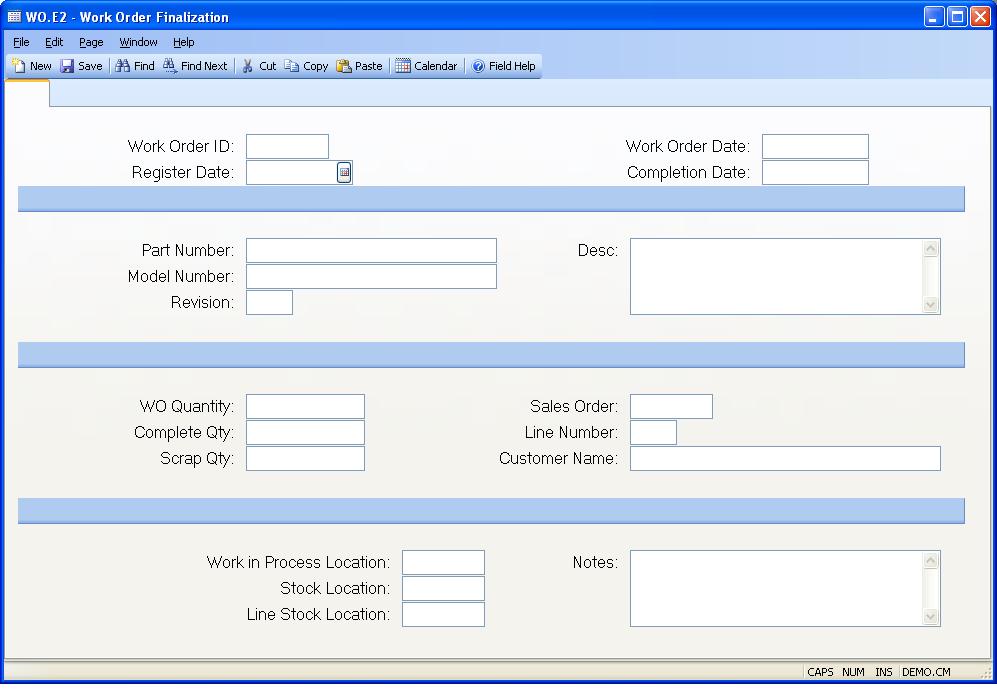 WO.E2 - Work Order Finalization
File Edit Page Window Help
New Save Find Find Next Cut Copy Paste Calendar Field Help
Work Order ID: Work Order Date:
Register Date: Completion Date:
Part Number: Desc:
Model Number:
Revision:
WO Quantity: Sales Order:
Complete Qty: Line Number:
Scrap Qty: Customer Name:
Work in Process Location: Notes:
Stock Location:
Line Stock Location:
CAPS NUM INS DEMO.CM